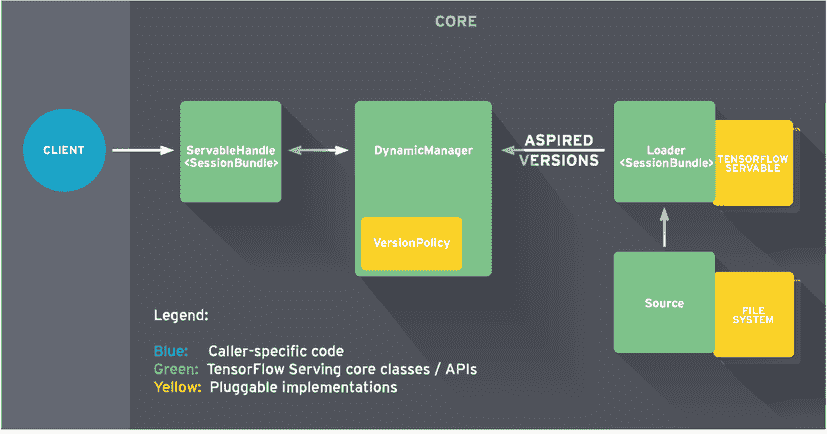 CORE
CLIENT
ServableHandle
<SessionBundle>
DynamicManager
VersionPolicy
ASPIRED
VERSIONS
Loader
<SessionBundle>
TENSORFLOW
SERVABLE
Source
FILE
SYSTEM
Legend:
Blue: Caller-specific code
Green: TensorFlow Serving core classes / APIs
Yellow: Pluggable implementations